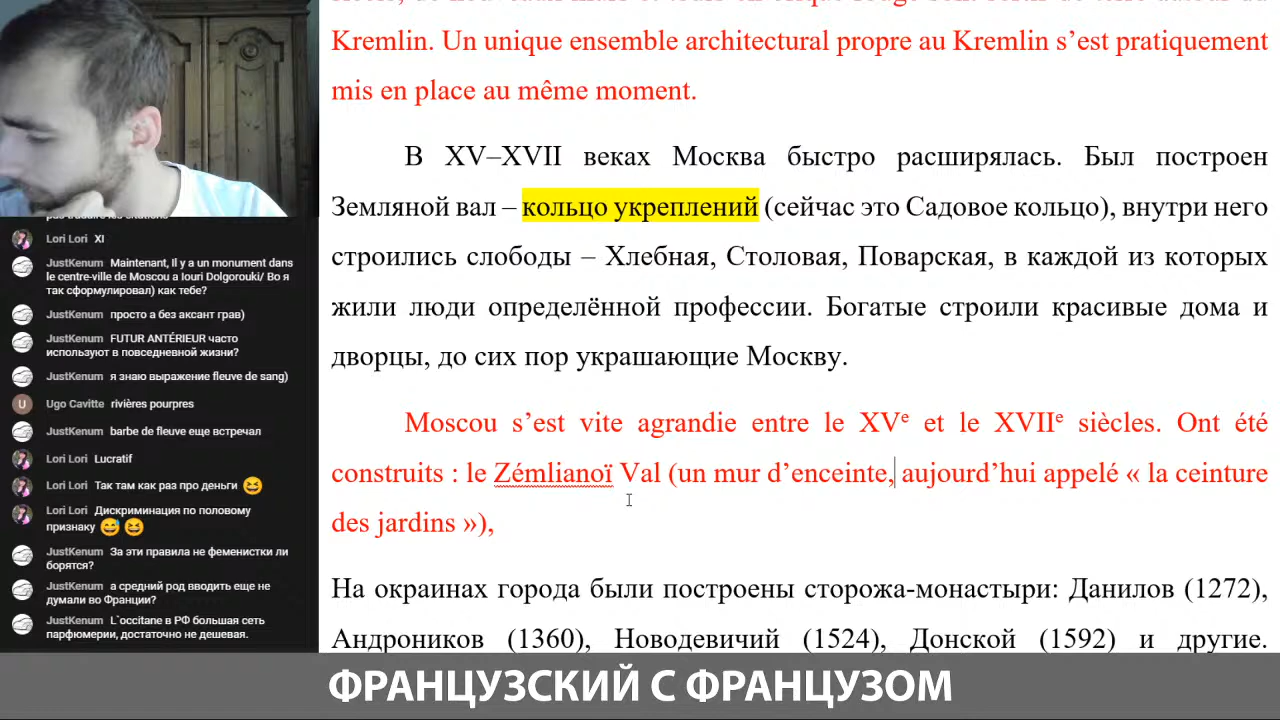 pas traduire les citations
Lori Lori XI
JustKenum Maintenant, Il y a un monument dans
le centre-ville de Moscou a Iouri Dolgorouki/ Во я
так сформулировал) как тебе?
JustKenum просто а без аксант грав)
JustKenum FUTUR ANTÉRIEUR часто
используют в повседневной жизни?
JustKenum я знаю выражение fleuve de sang)
U Ugo Cavitte rivières pourpres
JustKenum barbe de fleuve еще встречал
Lori Lori Lucratif
Lori Lori Так там как раз про деньги 😆
Lori Lori Дискриминация по половому
признаку 😅 😆
JustKenum За эти правила не феменистки ли
борятся?
JustKenum а средний род вводить еще не
думали во Франции?
JustKenum L`occitane в РФ большая сеть
парфюмерии, достаточно не дешевая.
Kremlin. Un unique ensemble architectural propre au Kremlin s’est pratiquement
mis en place au même moment.
В XV–XVII веках Москва быстро расширялась. Был построен
Земляной вал – кольцо укреплений (сейчас это Садовое кольцо), внутри него
строились слободы – Хлебная, Столовая, Поварская, в каждой из которых
жили люди определённой профессии. Богатые строили красивые дома и
дворцы, до сих пор украшающие Москву.
Moscou s’est vite agrandie entre le XVᵉ et le XVIIᵉ siècles. Ont été
construits : le Zémlianoï Val (un mur d’enceinte, aujourd’hui appelé « la ceinture
des jardins »),
На окраинах города были построены сторожа-монастыри: Данилов (1272),
Андроников (1360), Новодевичий (1524), Донской (1592) и другие.
ФРАНЦУЗСКИЙ С ФРАНЦУЗОМ